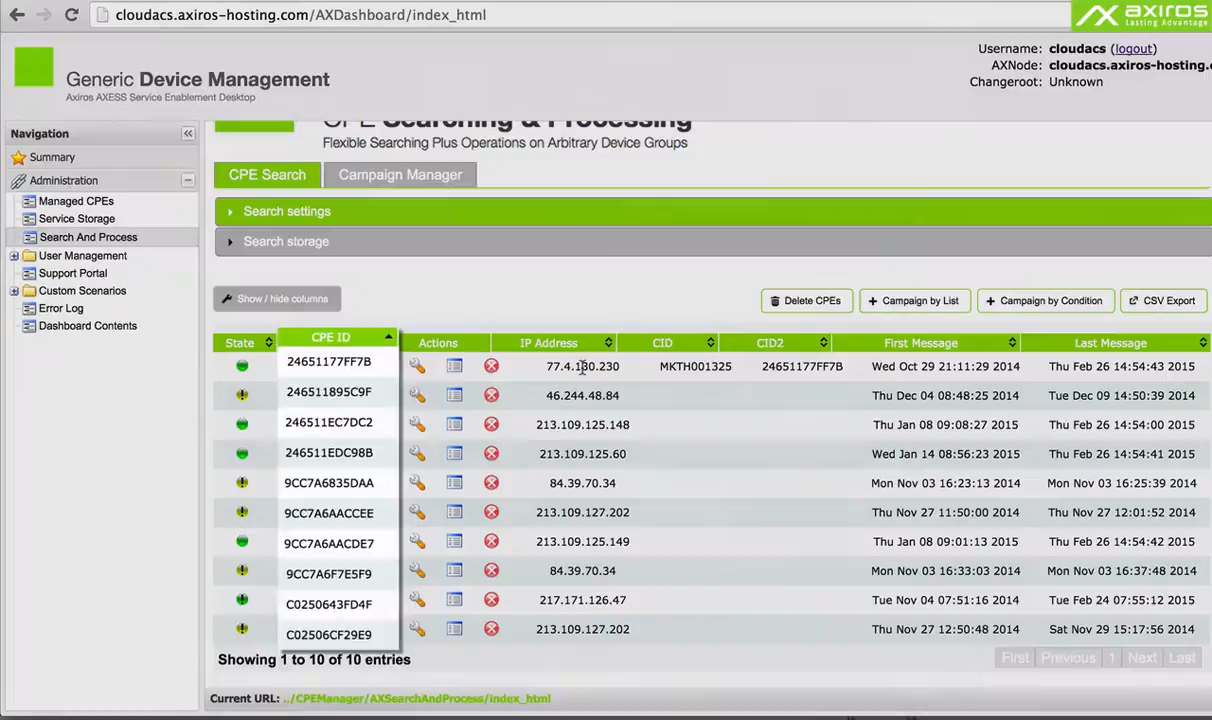 cloudacs.axiros-hosting.com/AXDashboard/index_html
axiros
lasting Advantage
Username: cloudacs (logout)
AXNode: cloudacs.axiros-hosting.
Changeroot: Unknown
Generic Device Management
Axiros AXESS Service Enablement Desktop
Navigation
Summary
Administration
Managed CPEs
Service Storage
Search And Process
User Management
Support Portal
Custom Scenarios
Error Log
Dashboard Contents
CPE Searching & Processing
Flexible Searching Plus Operations on Arbitrary Device Groups
CPE Search Campaign Manager
Search settings
Search storage
Show / hide columns Delete CPEs + Campaign by List + Campaign by Condition CSV Export
State CPE ID Actions IP Address CID CID2 First Message Last Message
24651177FF7B 77.4.180.230 MKTH001325 24651177FF7B Wed Oct 29 21:11:29 2014 Thu Feb 26 14:54:43 2015
246511895C9F 46.244.48.84 Thu Dec 04 08:48:25 2014 Tue Dec 09 14:50:39 2014
246511EC7DC2 213.109.125.148 Thu Jan 08 09:08:27 2015 Thu Feb 26 14:54:00 2015
246511EDC98B 213.109.125.60 Wed Jan 14 08:56:23 2015 Thu Feb 26 14:54:41 2015
9CC7A6835DAA 84.39.70.34 Mon Nov 03 16:23:13 2014 Mon Nov 03 16:25:39 2014
9CC7A6AACCEE 213.109.127.202 Thu Nov 27 11:50:00 2014 Thu Nov 27 12:01:52 2014
9CC7A6AACDE7 213.109.125.149 Thu Jan 08 09:01:13 2015 Thu Feb 26 14:54:42 2015
9CC7A6F7E5F9 84.39.70.34 Mon Nov 03 16:33:03 2014 Mon Nov 03 16:37:48 2014
C0250643FD4F 217.171.126.47 Tue Nov 04 07:51:16 2014 Tue Feb 24 07:55:12 2015
C02506CF29E9 213.109.127.202 Thu Nov 27 12:50:48 2014 Sat Nov 29 15:17:56 2014
Showing 1 to 10 of 10 entries First Previous 1 Next Last
Current URL: ../CPEManager/AXSearchAndProcess/index_html